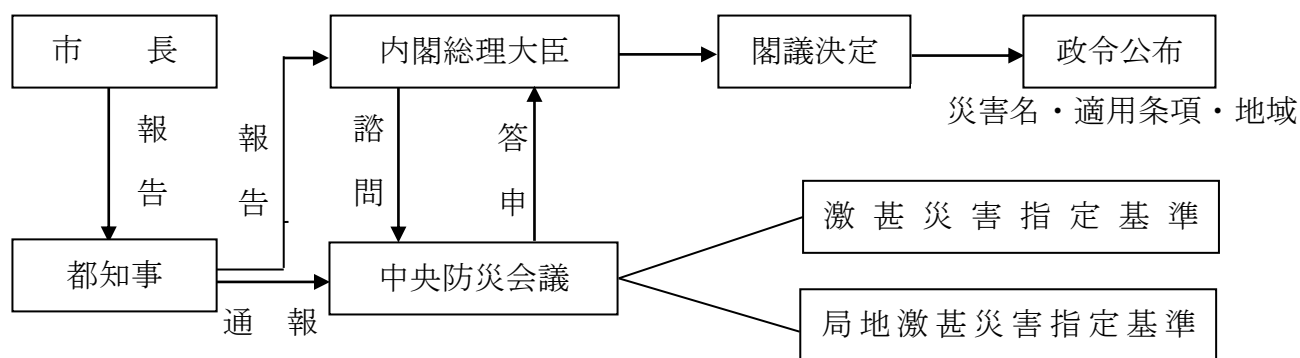 市　　長
内閣総理大臣
閣議決定
政令公布
災害名・適用条項・地域
報告
報告
諮問
答申
激甚災害指定基準
都知事
中央防災会議
通　報
局地激甚災害指定基準